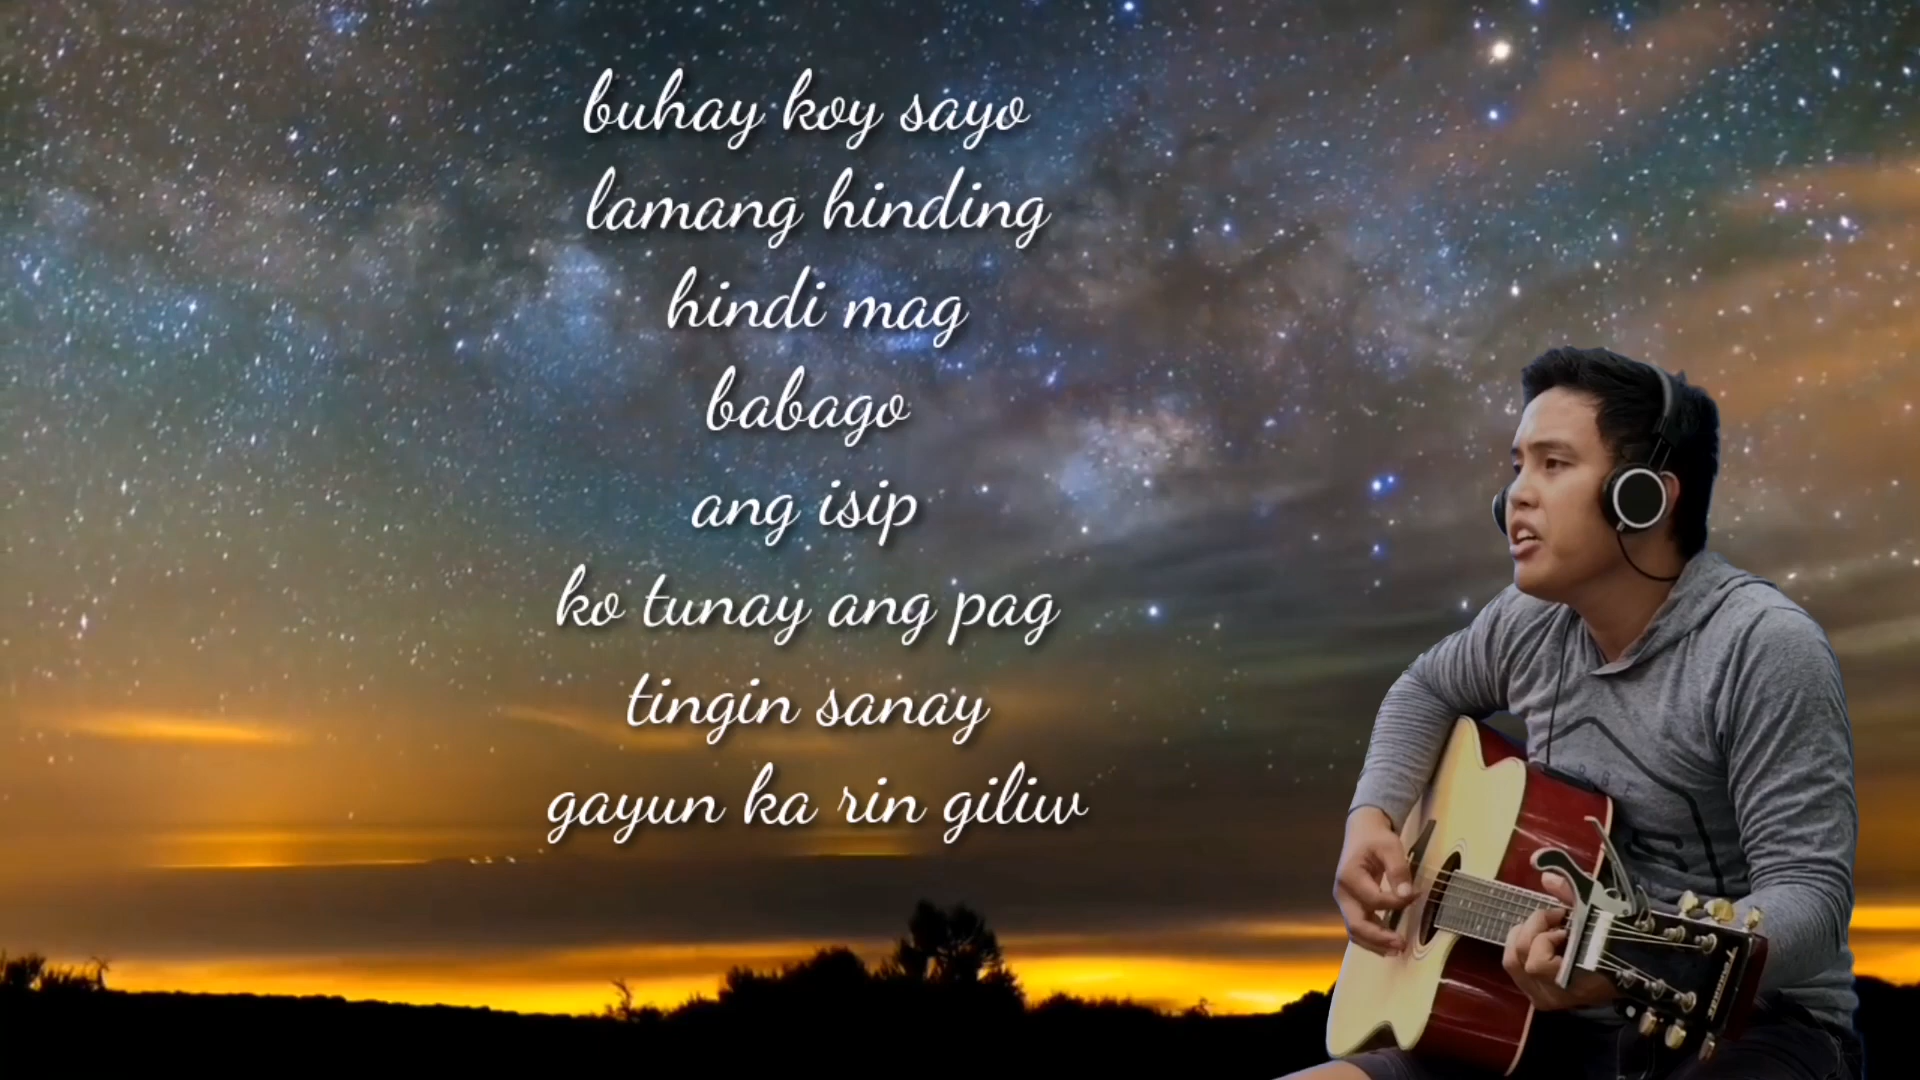 buhay koy sayo
lamang hinding
hindi mag
babago
ang isip
ko tunay ang pag
tingin sanay
gayun ka rin giliw